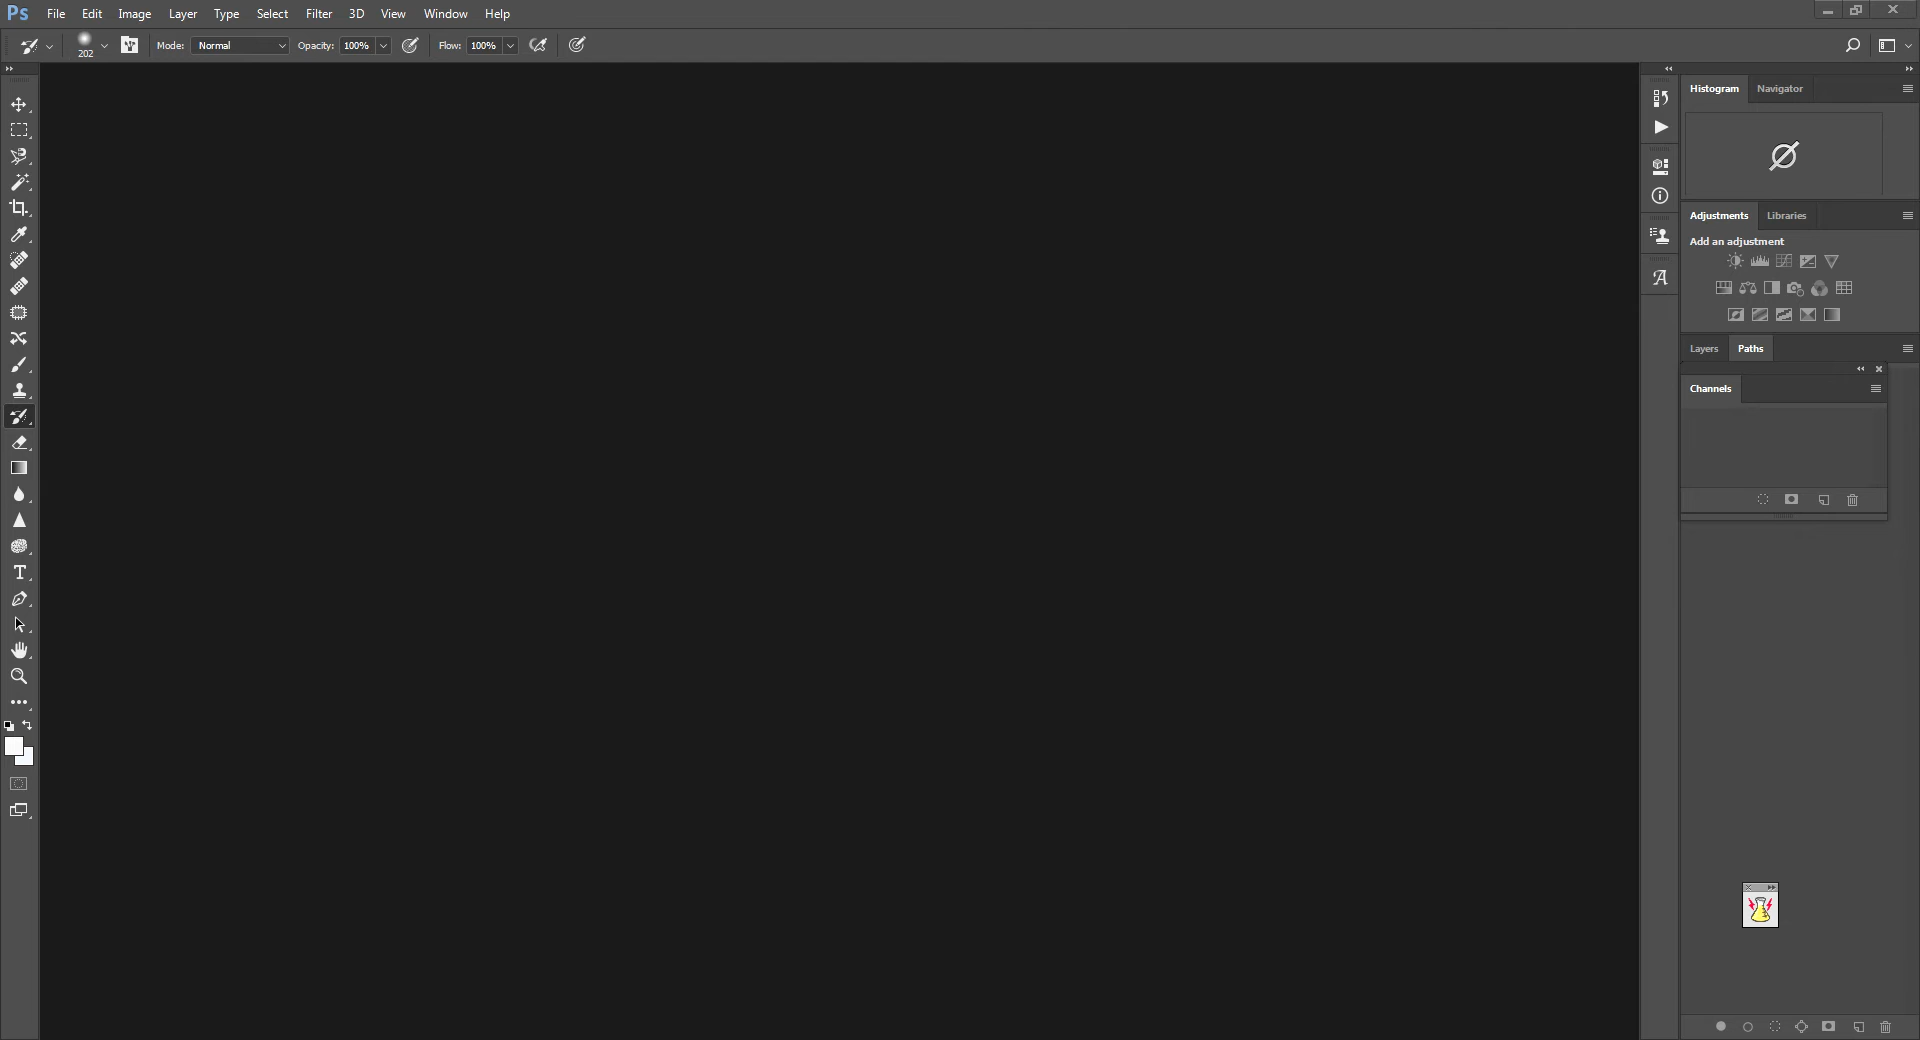 Ps File Edit Image Layer Type Select Filter 3D View Window Help
202 Mode: Normal Opacity: 100% Flow: 100%
Histogram Navigator
Adjustments Libraries
Add an adjustment
Layers Paths
Channels